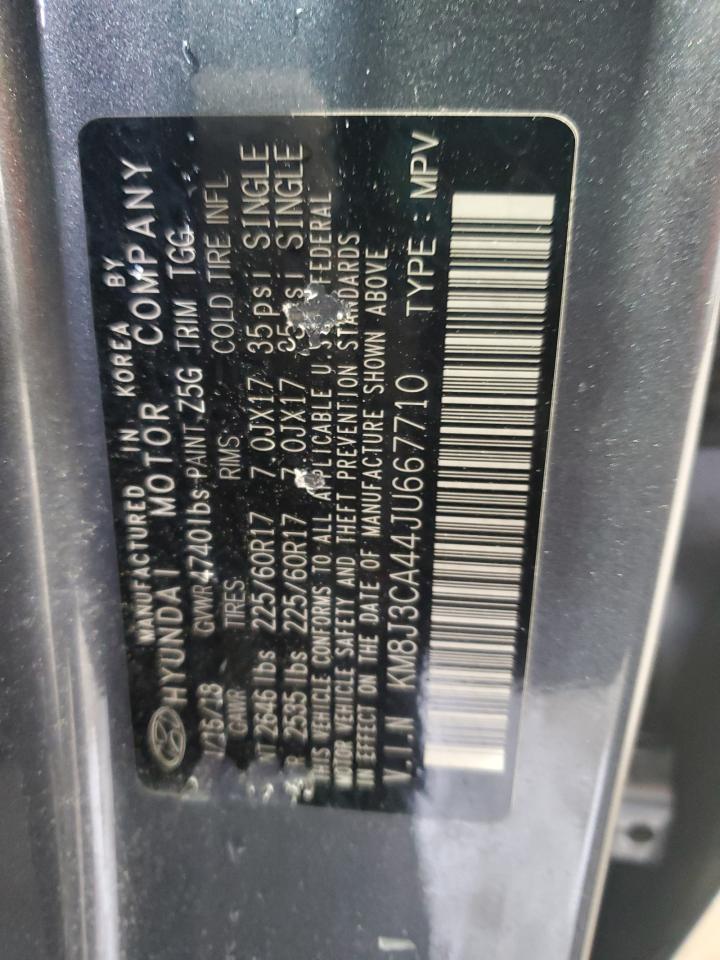 MANUFACTURED IN KOREA BY
HYUNDAI MOTOR COMPANY
/15/18 GVWR 4740lbs PAINT Z5G TRIM TGG
GAWR TIRES RIMS COLD TIRE INFL
2646 lbs 225/60R17 7.0JX17 35psi SINGLE
2535 lbs 225/60R17 7.0JX17 SINGLE
VEHICLE CONFORMS TO ALL APPLICABLE FEDERAL
MOTOR VEHICLE SAFETY AND THEFT PREVENTION STANDARDS
IN EFFECT ON THE DATE OF MANUFACTURE SHOWN ABOVE
V.I.N KM8J3CA44JU667710 TYPE : MPV